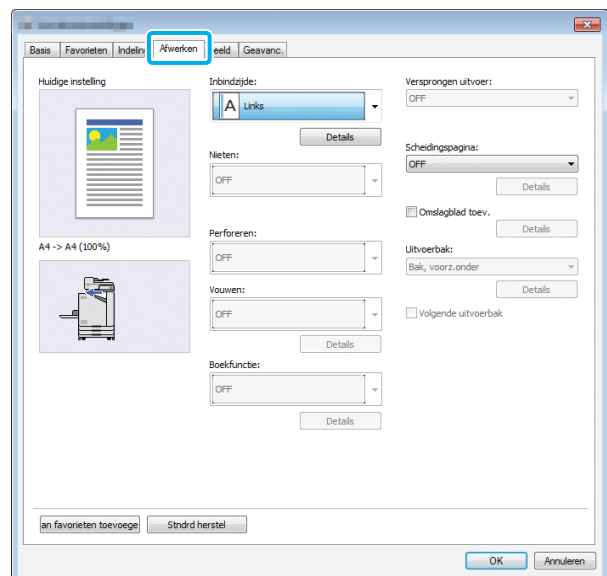 Basis Favorieten Indelin Afwerken eeld Geavanc.
Huidige instelling
A4 -> A4 (100%)
Inbindzijde:
A Links
Details
Nieten:
OFF
Perforeren:
OFF
Vouwen:
OFF
Details
Boekfunctie:
OFF
Details
Versprongen uitvoer:
OFF
Scheidingspagina:
OFF
Details
Omslagblad toev.
Details
Uitvoerbak:
Bak, voorz.onder
Details
Volgende uitvoerbak
an favorieten toevoege Stndrd herstel
OK Annuleren